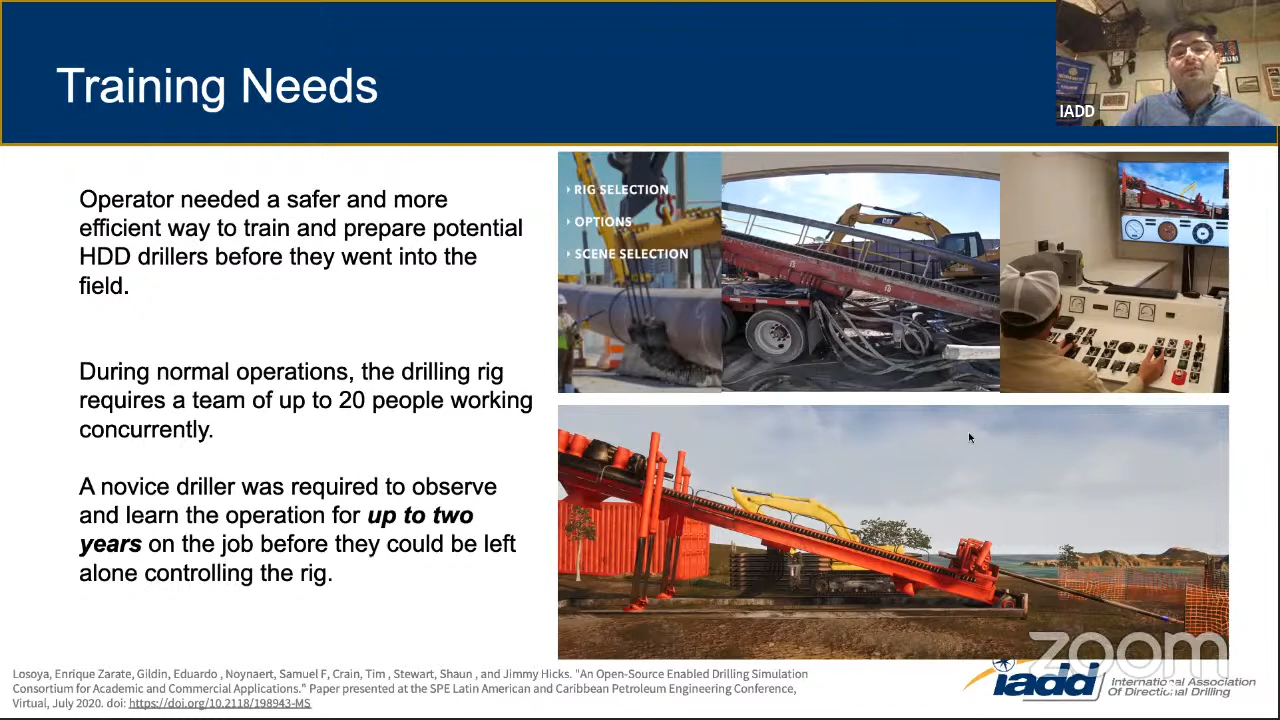 Training Needs
IADD
Operator needed a safer and more
efficient way to train and prepare potential
HDD drillers before they went into the
field.
During normal operations, the drilling rig
requires a team of up to 20 people working
concurrently.
A novice driller was required to observe
and learn the operation for up to two
years on the job before they could be left
alone controlling the rig.
RIG SELECTION
OPTIONS
SCENE SELECTION
CAT
zoom
Losoya, Enrique Zarate, Gildin, Eduardo , Noynaert, Samuel F, Crain, Tim , Stewart, Shaun , and Jimmy Hicks. "An Open-Source Enabled Drilling Simulation
Consortium for Academic and Commercial Applications." Paper presented at the SPE Latin American and Caribbean Petroleum Engineering Conference,
Virtual, July 2020. doi: https://doi.org/10.2118/198943-MS
iadd
International Association
Of Directional Drilling